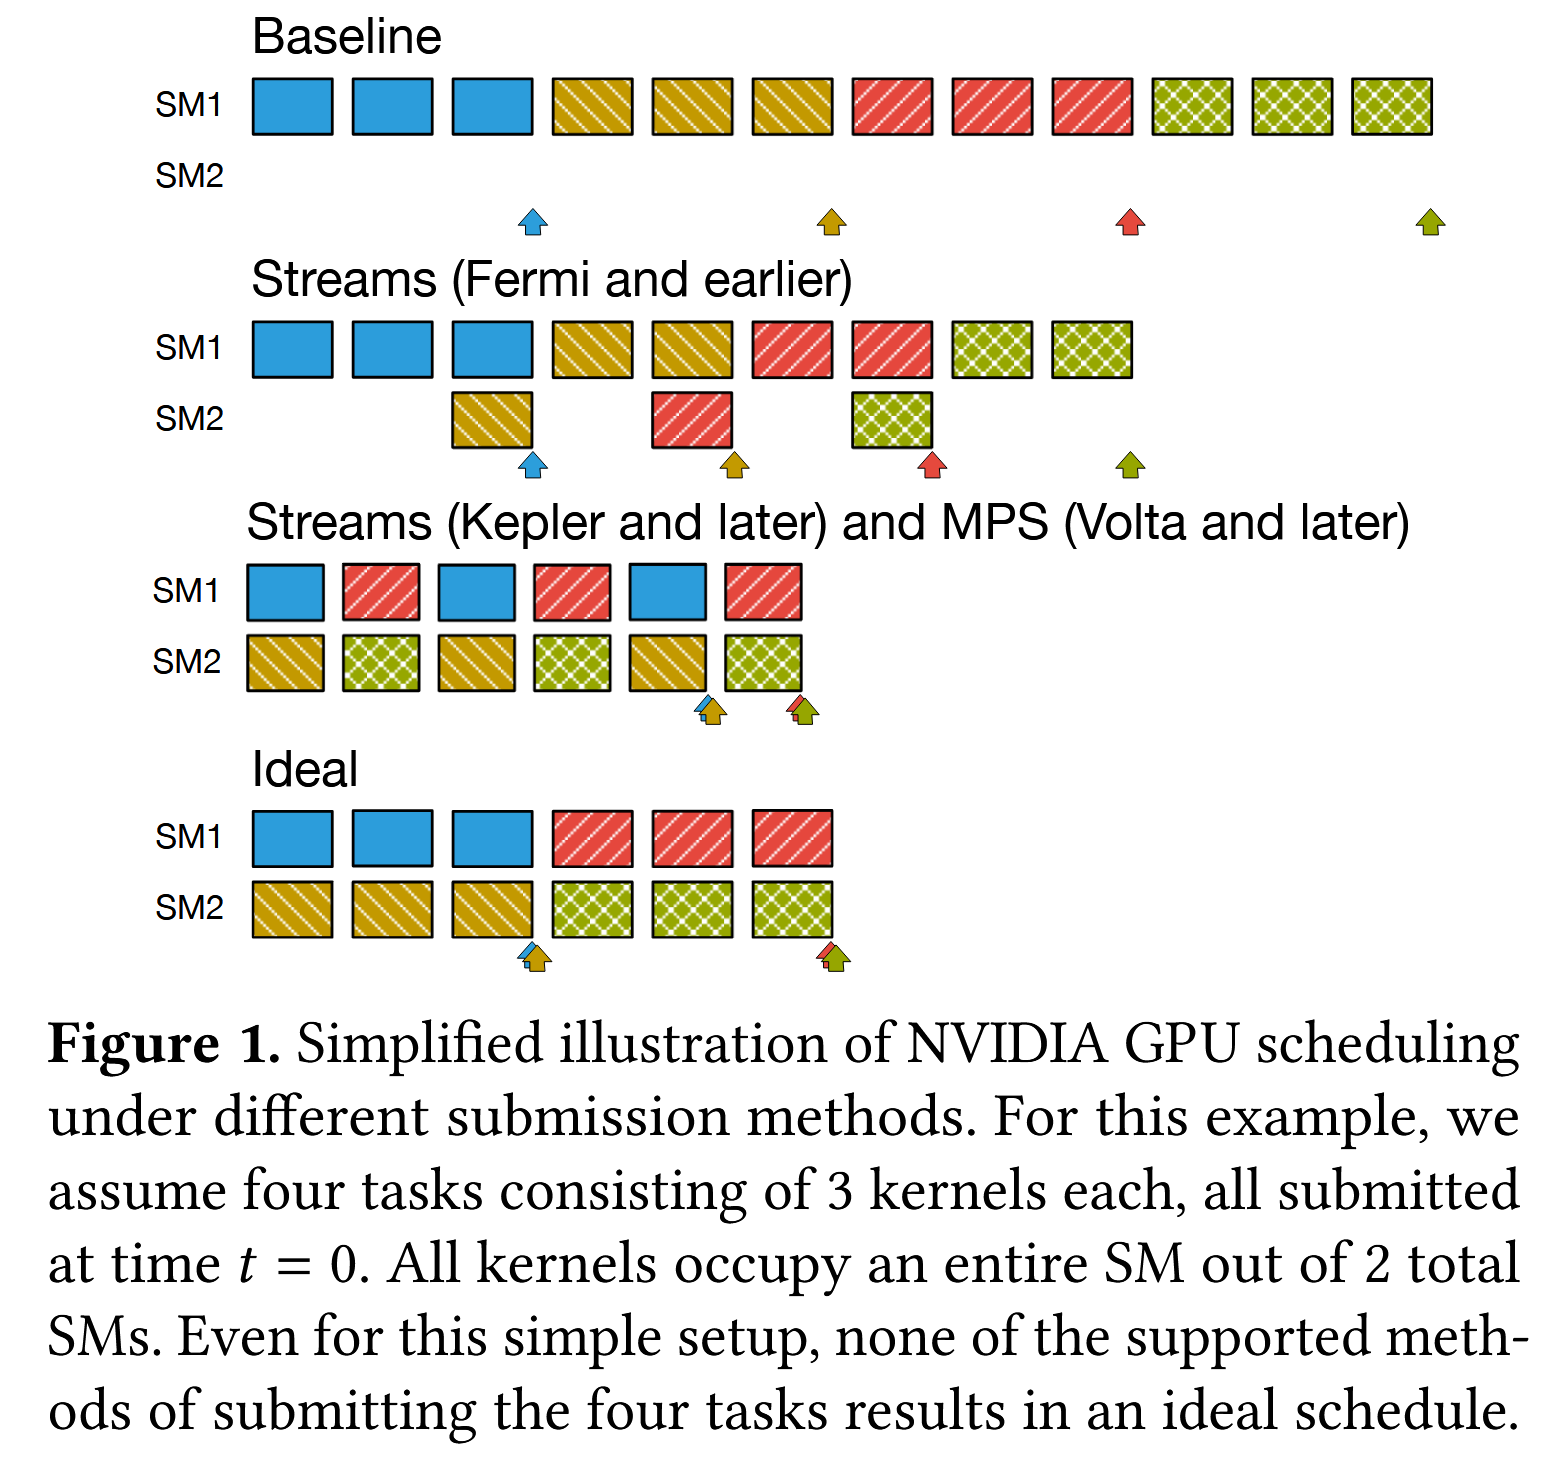 Baseline
SM1
SM2
Streams (Fermi and earlier)
SM1
SM2
Streams (Kepler and later) and MPS (Volta and later)
SM1
SM2
Ideal
SM1
SM2
Figure 1. Simplified illustration of NVIDIA GPU scheduling
under different submission methods. For this example, we
assume four tasks consisting of 3 kernels each, all submitted
at time t = 0. All kernels occupy an entire SM out of 2 total
SMs. Even for this simple setup, none of the supported meth-
ods of submitting the four tasks results in an ideal schedule.